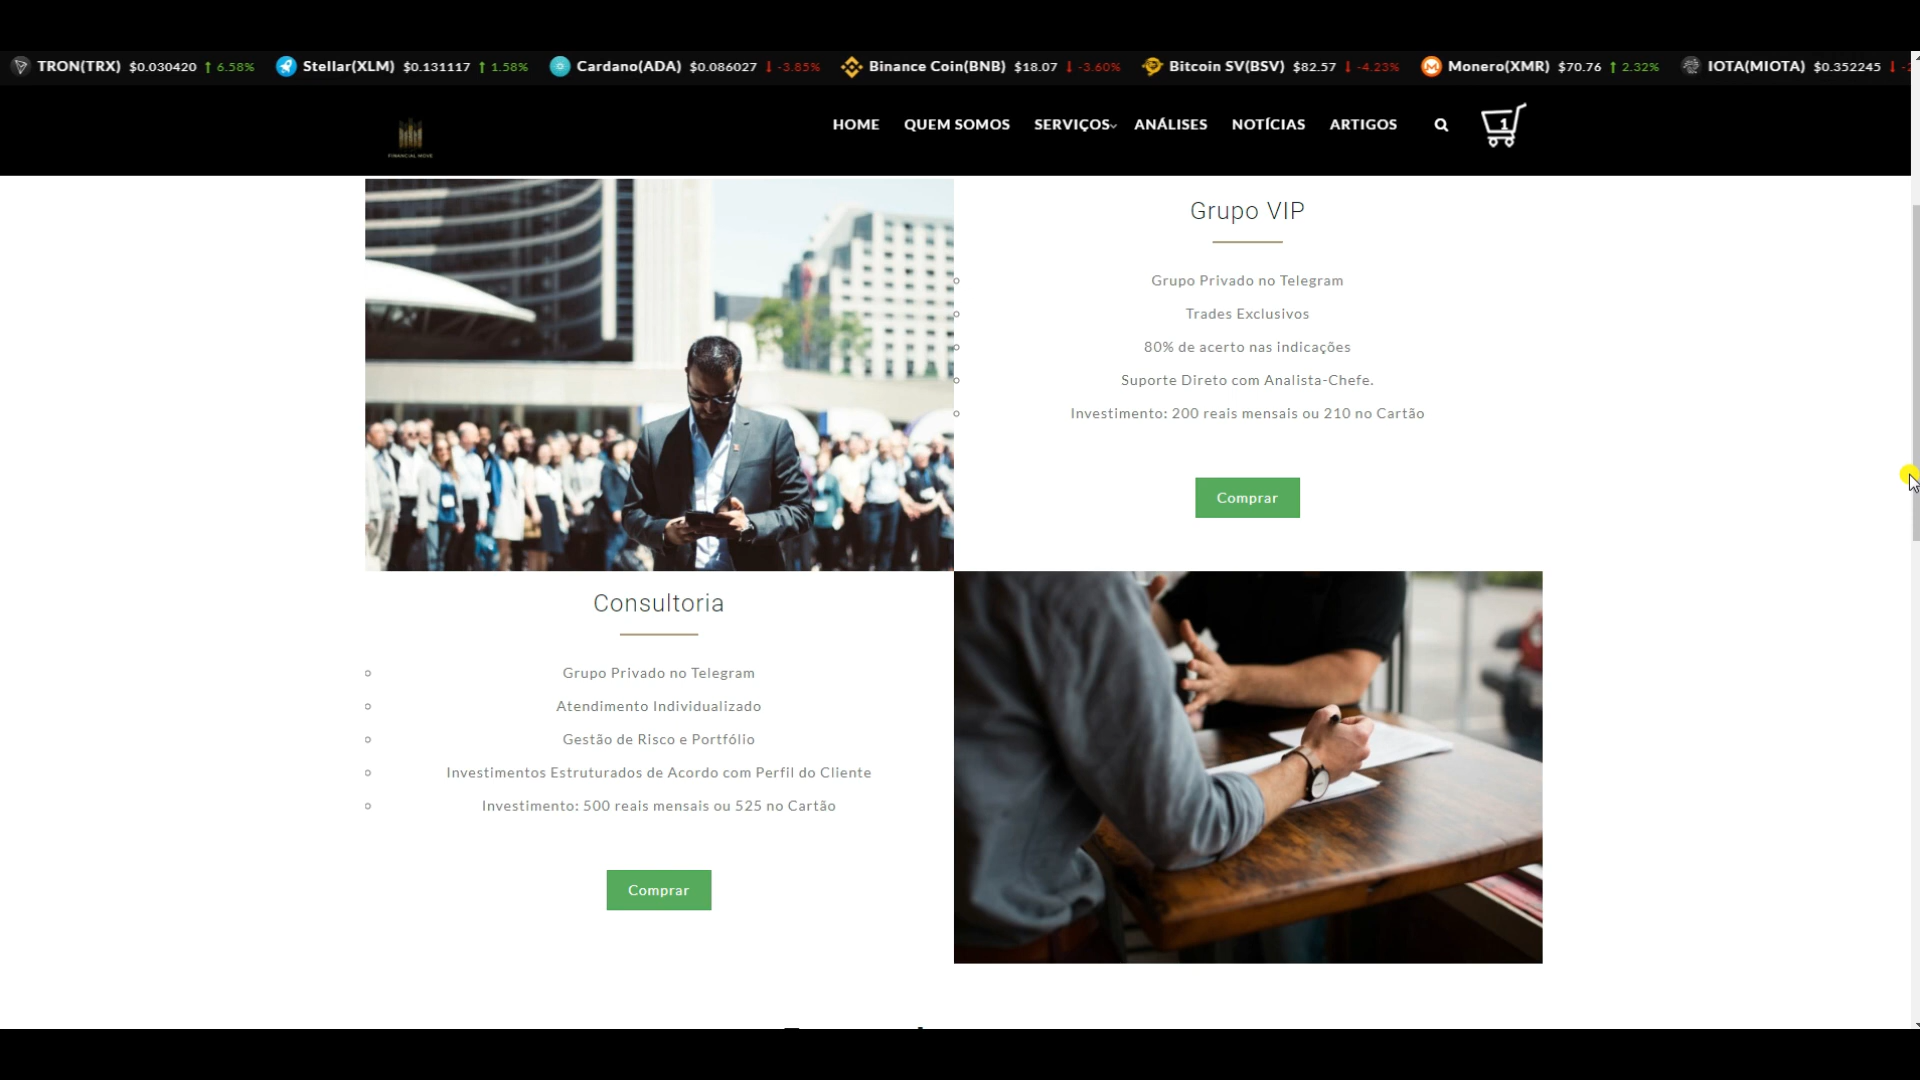 TRON(TRX) $0.030420 ↑ 6.58% Stellar(XLM) $0.131117 ↑ 1.58% Cardano(ADA) $0.086027 ↓ -3.85% Binance Coin(BNB) $18.07 ↓ -3.60% Bitcoin SV(BSV) $82.57 ↓ -4.23% Monero(XMR) $70.76 ↑ 2.32% IOTA(MIOTA) $0.352245 ↓
HOME QUEM SOMOS SERVIÇOS ANÁLISES NOTÍCIAS ARTIGOS 1
FINANCIAL MOVE
Grupo VIP
Grupo Privado no Telegram
Trades Exclusivos
80% de acerto nas indicações
Suporte Direto com Analista-Chefe.
Investimento: 200 reais mensais ou 210 no Cartão
Comprar
Consultoria
Grupo Privado no Telegram
Atendimento Individualizado
Gestão de Risco e Portfólio
Investimentos Estruturados de Acordo com Perfil do Cliente
Investimento: 500 reais mensais ou 525 no Cartão
Comprar